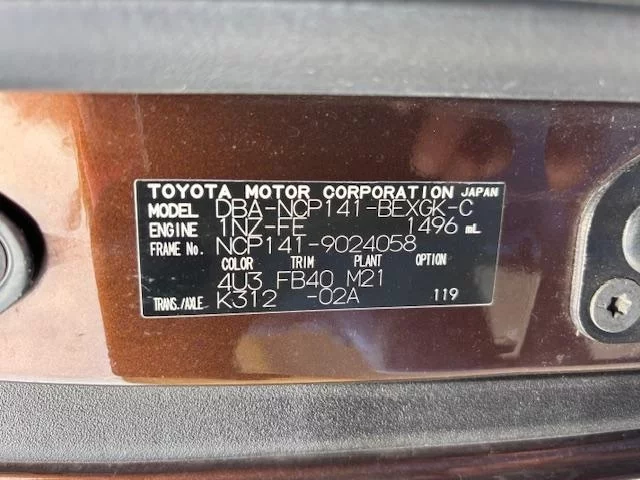 TOYOTA MOTOR CORPORATION JAPAN
MODEL DBA-NCP141-BEXGK-C
ENGINE 1NZ-FE 1496 mL
FRAME No. NCP141-9024058
COLOR TRIM PLANT OPTION
4U3 FB40 M21
TRANS./AXLE K312 -02A 119